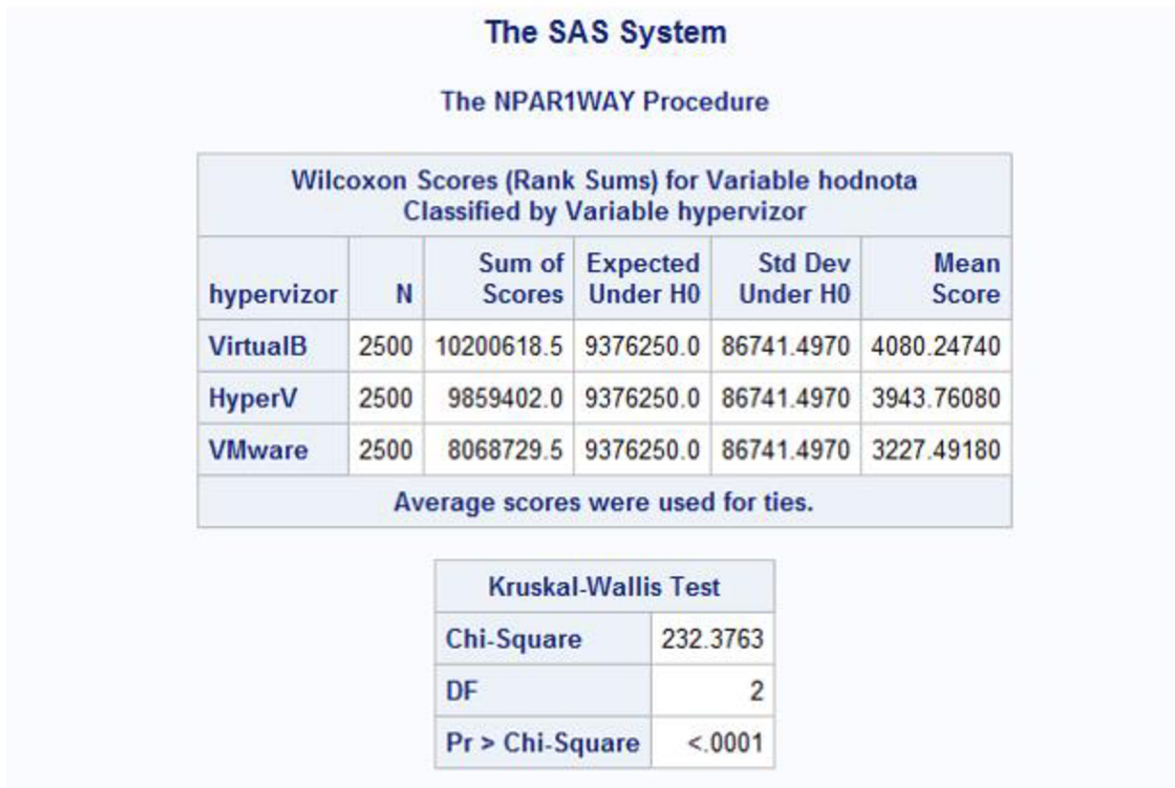 The SAS System
The NPAR1WAY Procedure
Wilcoxon Scores (Rank Sums) for Variable hodnota
Classified by Variable hypervizor
hypervizor N Sum of Scores Expected Under H0 Std Dev Under H0 Mean Score
VirtualB 2500 10200618.5 9376250.0 86741.4970 4080.24740
HyperV 2500 9859402.0 9376250.0 86741.4970 3943.76080
VMware 2500 8068729.5 9376250.0 86741.4970 3227.49180
Average scores were used for ties.
Kruskal-Wallis Test
Chi-Square 232.3763
DF 2
Pr > Chi-Square <.0001